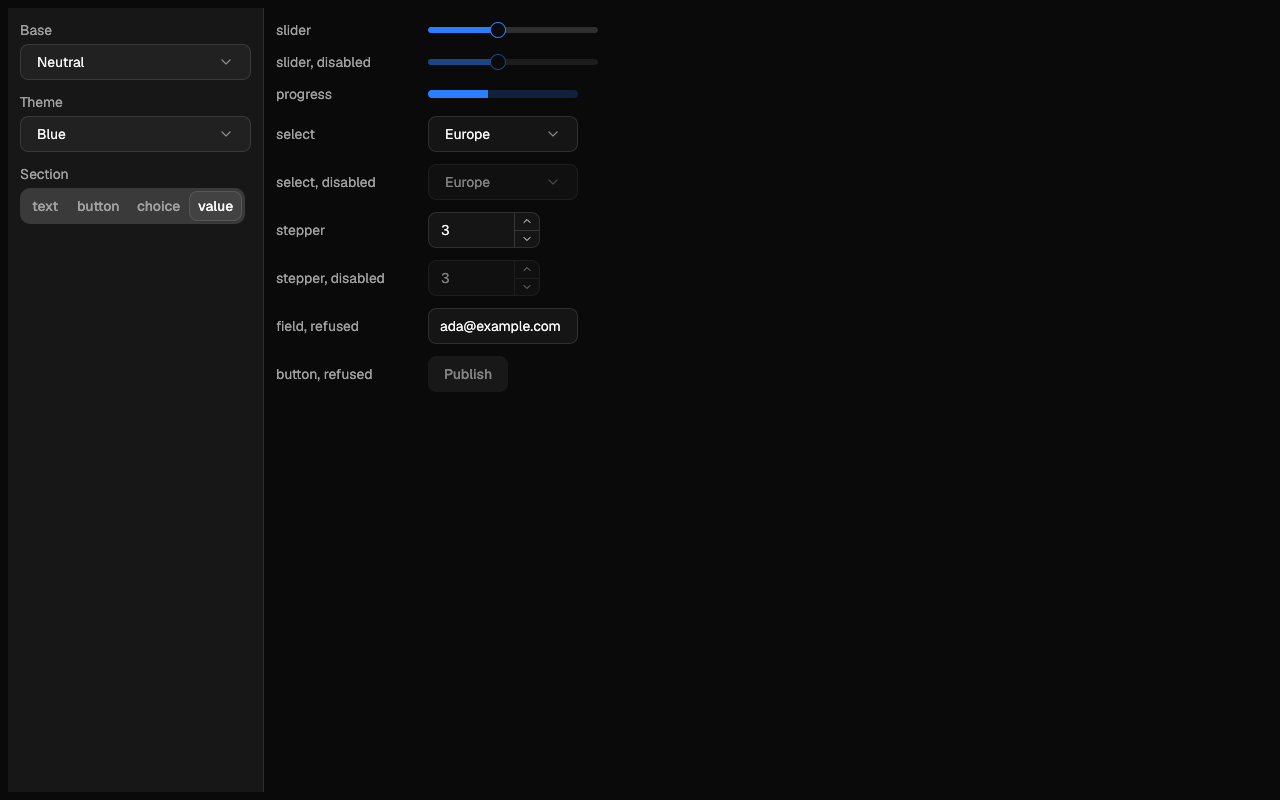 Base
Neutral
Theme
Blue
Section
text button choice value
slider
slider, disabled
progress
select Europe
select, disabled Europe
stepper 3
stepper, disabled 3
field, refused ada@example.com
button, refused Publish